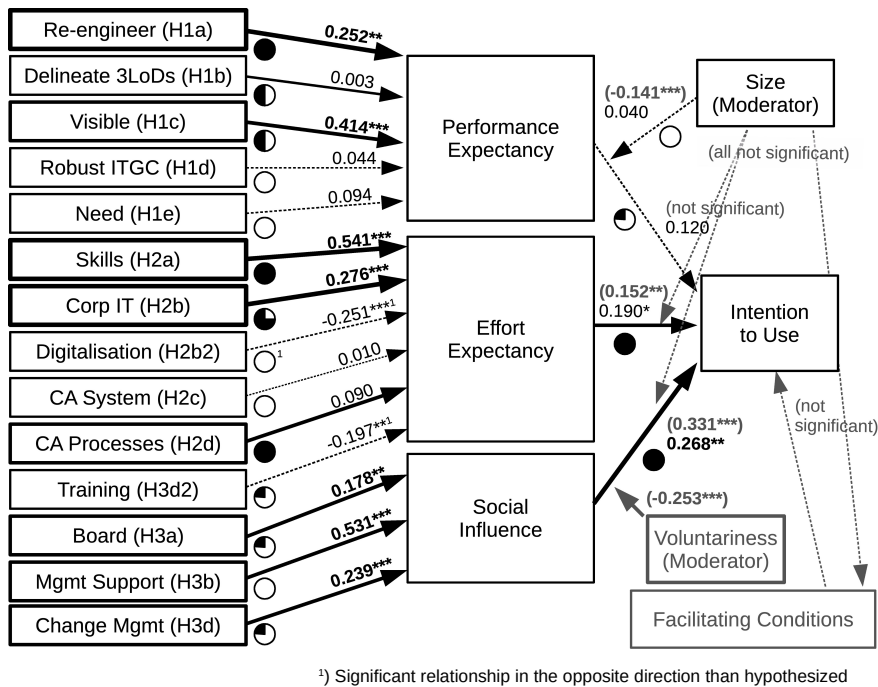 Re-engineer (H1a)
0.252**
Delineate 3LoDs (H1b)
0.003
Visible (H1c)
0.414***
Robust ITGC (H1d)
0.044
Need (H1e)
0.094
Skills (H2a)
0.541***
Corp IT (H2b)
0.276***
Digitalisation (H2b2)
1
-0.251***1
CA System (H2c)
0.010
CA Processes (H2d)
0.090
Training (H3d2)
-0.197**1
Board (H3a)
0.178**
Mgmt Support (H3b)
0.531***
Change Mgmt (H3d)
0.239***
Performance
Expectancy
Effort
Expectancy
Social
Influence
(-0.141***)
0.040
Size
(Moderator)
(all not significant)
(not significant)
0.120
(0.152**)
0.190*
Intention
to Use
(0.331***)
0.268**
(not
significant)
(-0.253***)
Voluntariness
(Moderator)
Facilitating Conditions
1) Significant relationship in the opposite direction than hypothesized